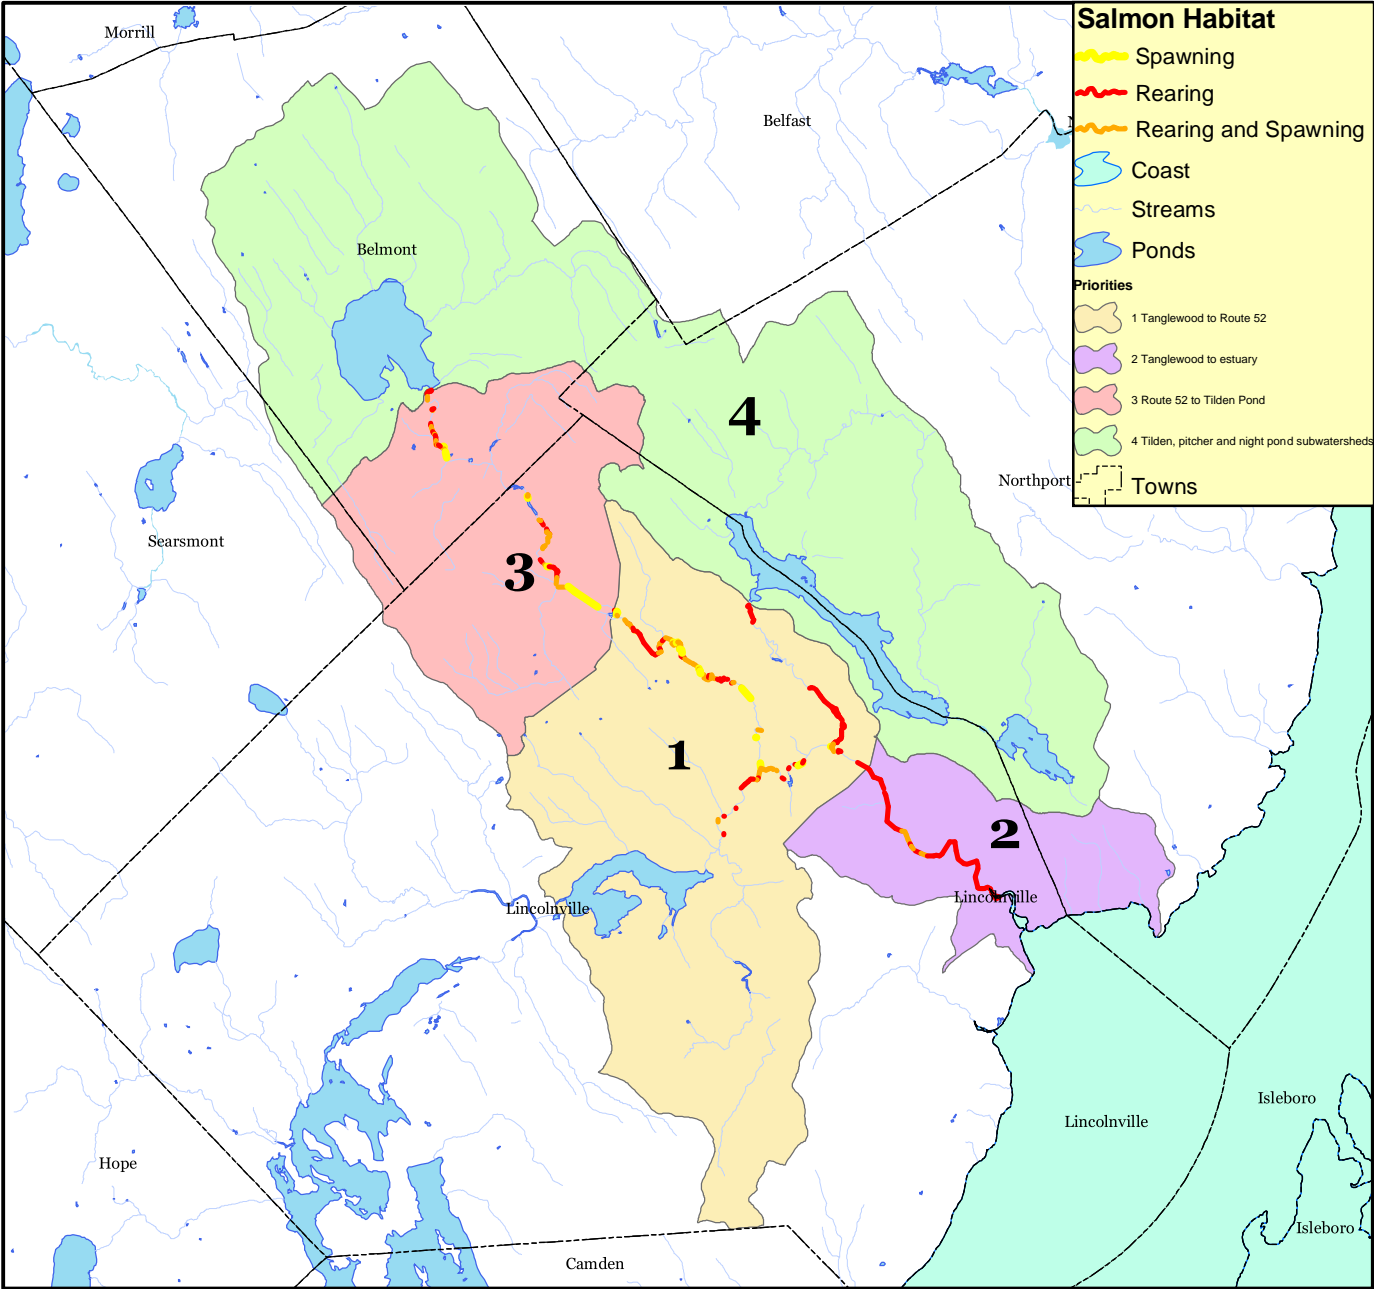 Morrill
Belfast
Belmont
Northport
Searsmont
4
3
1
2
Lincolnville
Lincolnville
Lincolnville
Isleboro
Isleboro
Hope
Camden
Salmon Habitat
Spawning
Rearing
Rearing and Spawning
Coast
Streams
Ponds
Priorities
1 Tanglewood to Route 52
2 Tanglewood to estuary
3 Route 52 to Tilden Pond
4 Tilden, pitcher and night pond subwatersheds
Towns